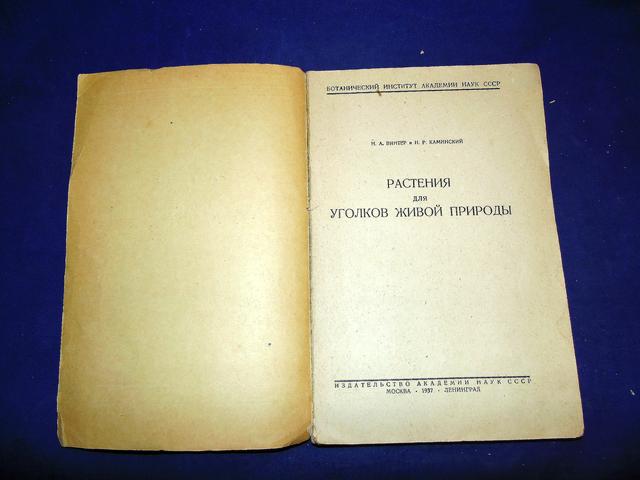 БОТАНИЧЕСКИЙ ИНСТИТУТ АКАДЕМИИ НАУК СССР
Н. А. ВИНТЕР и Н. Р. КАМИНСКИЙ
РАСТЕНИЯ
ДЛЯ
УГОЛКОВ ЖИВОЙ ПРИРОДЫ
ИЗДАТЕЛЬСТВО АКАДЕМИИ НАУК СССР
МОСКВА · 1937 · ЛЕНИНГРАД